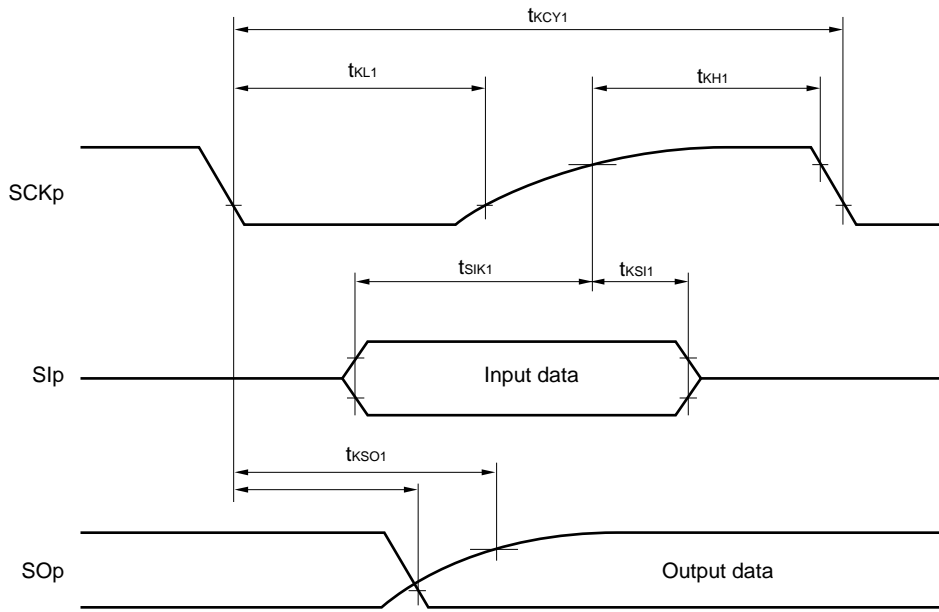 tKCY1
tKL1
tKH1
SCKp
tSIK1
tKSI1
SIp
Input data
tKSO1
SOp
Output data